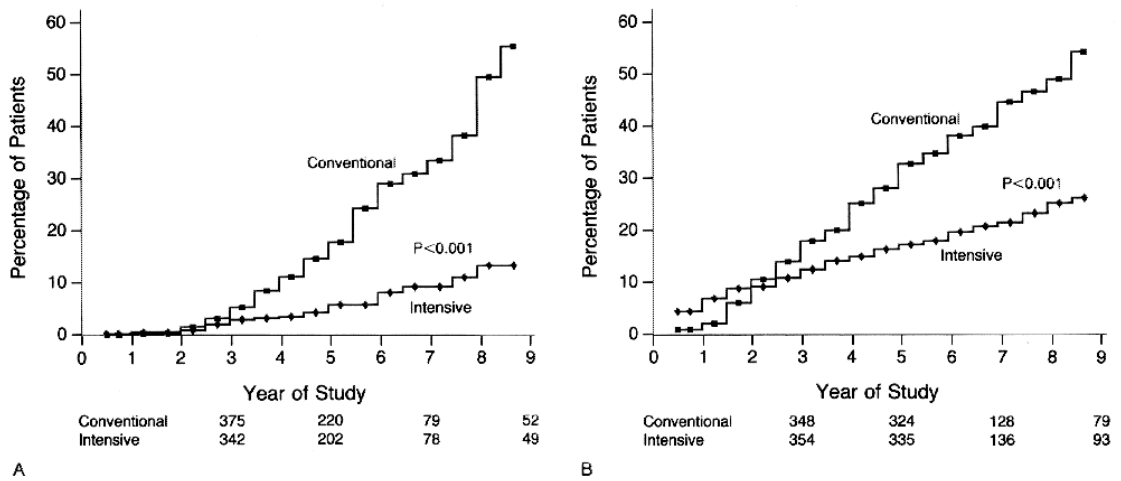 60
50
40
30
20
10
0
Percentage of Patients
Conventional
P<0.001
Intensive
0 1 2 3 4 5 6 7 8 9
Year of Study
Conventional 375 220 79 52
Intensive 342 202 78 49
A
60
50
40
30
20
10
0
Percentage of Patients
Conventional
P<0.001
Intensive
0 1 2 3 4 5 6 7 8 9
Year of Study
Conventional 348 324 128 79
Intensive 354 335 136 93
B